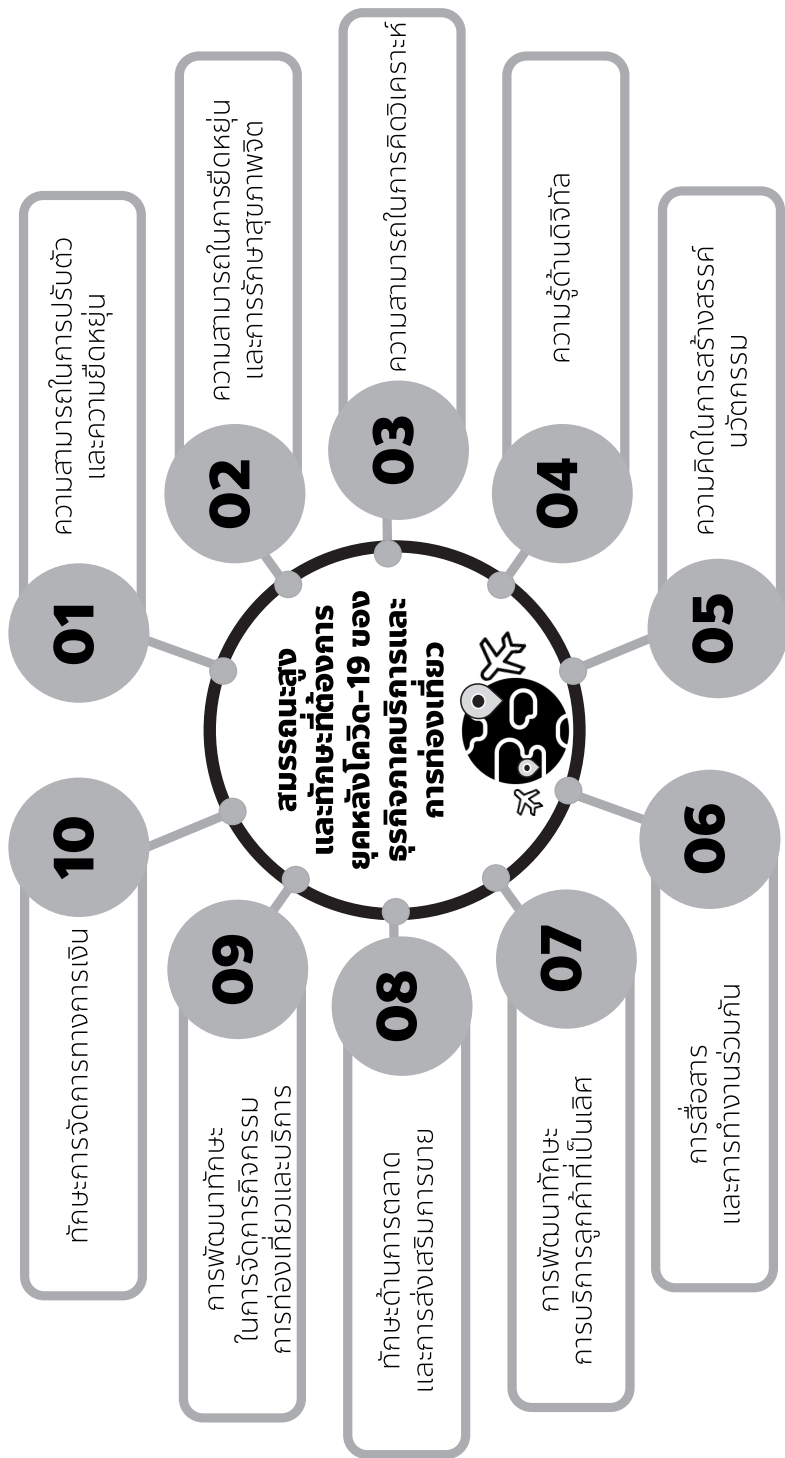 สมรรถนะสูง
และทักษะที่ต้องการ
ยุคหลังโควิด-19 ของ
ธุรกิจภาคบริการและ
การท่องเที่ยว
01
ความสามารถในการปรับตัว
และความยืดหยุ่น
02
ความสามารถในการยืดหยุ่น
และการรักษาสุขภาพจิต
03
ความสามารถในการคิดวิเคราะห์
04
ความรู้ด้านดิจิทัล
05
ความคิดในการสร้างสรรค์
นวัตกรรม
06
การสื่อสาร
และการทำงานร่วมกัน
07
การพัฒนาทักษะ
การบริการลูกค้าที่เป็นเลิศ
08
ทักษะด้านการตลาด
และการส่งเสริมการขาย
09
การพัฒนาทักษะ
ในการจัดการกิจกรรม
การท่องเที่ยวและบริการ
10
ทักษะการจัดการทางการเงิน